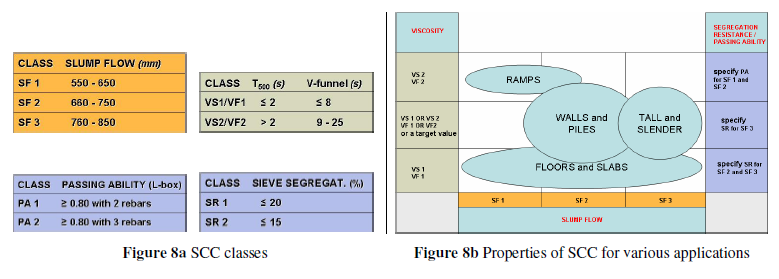 CLASS SLUMP FLOW (mm)
SF 1 550 - 650
SF 2 660 - 750
SF 3 760 - 850
CLASS T500 (s) V-funnel (s)
VS1/VF1 ≤ 2 ≤ 8
VS2/VF2 > 2 9 - 25
CLASS PASSING ABILITY (L-box)
PA 1 ≥ 0.80 with 2 rebars
PA 2 ≥ 0.80 with 3 rebars
CLASS SIEVE SEGREGAT. (%)
SR 1 ≤ 20
SR 2 ≤ 15
Figure 8a SCC classes
VISCOSITY
SEGREGATION
RESISTANCE /
PASSING ABILITY
VS 2
VF 2
RAMPS
specify PA
for SF 1 and
SF 2
VS 1 OR VS 2
VF 1 OR VF2
or a target value
WALLS and
PILES
TALL and
SLENDER
specify
SR for SF 3
VS 1
VF 1
FLOORS and SLABS
specify SR for
SF 2 and SF 3
SF 1 SF 2 SF 3
SLUMP FLOW
Figure 8b Properties of SCC for various applications